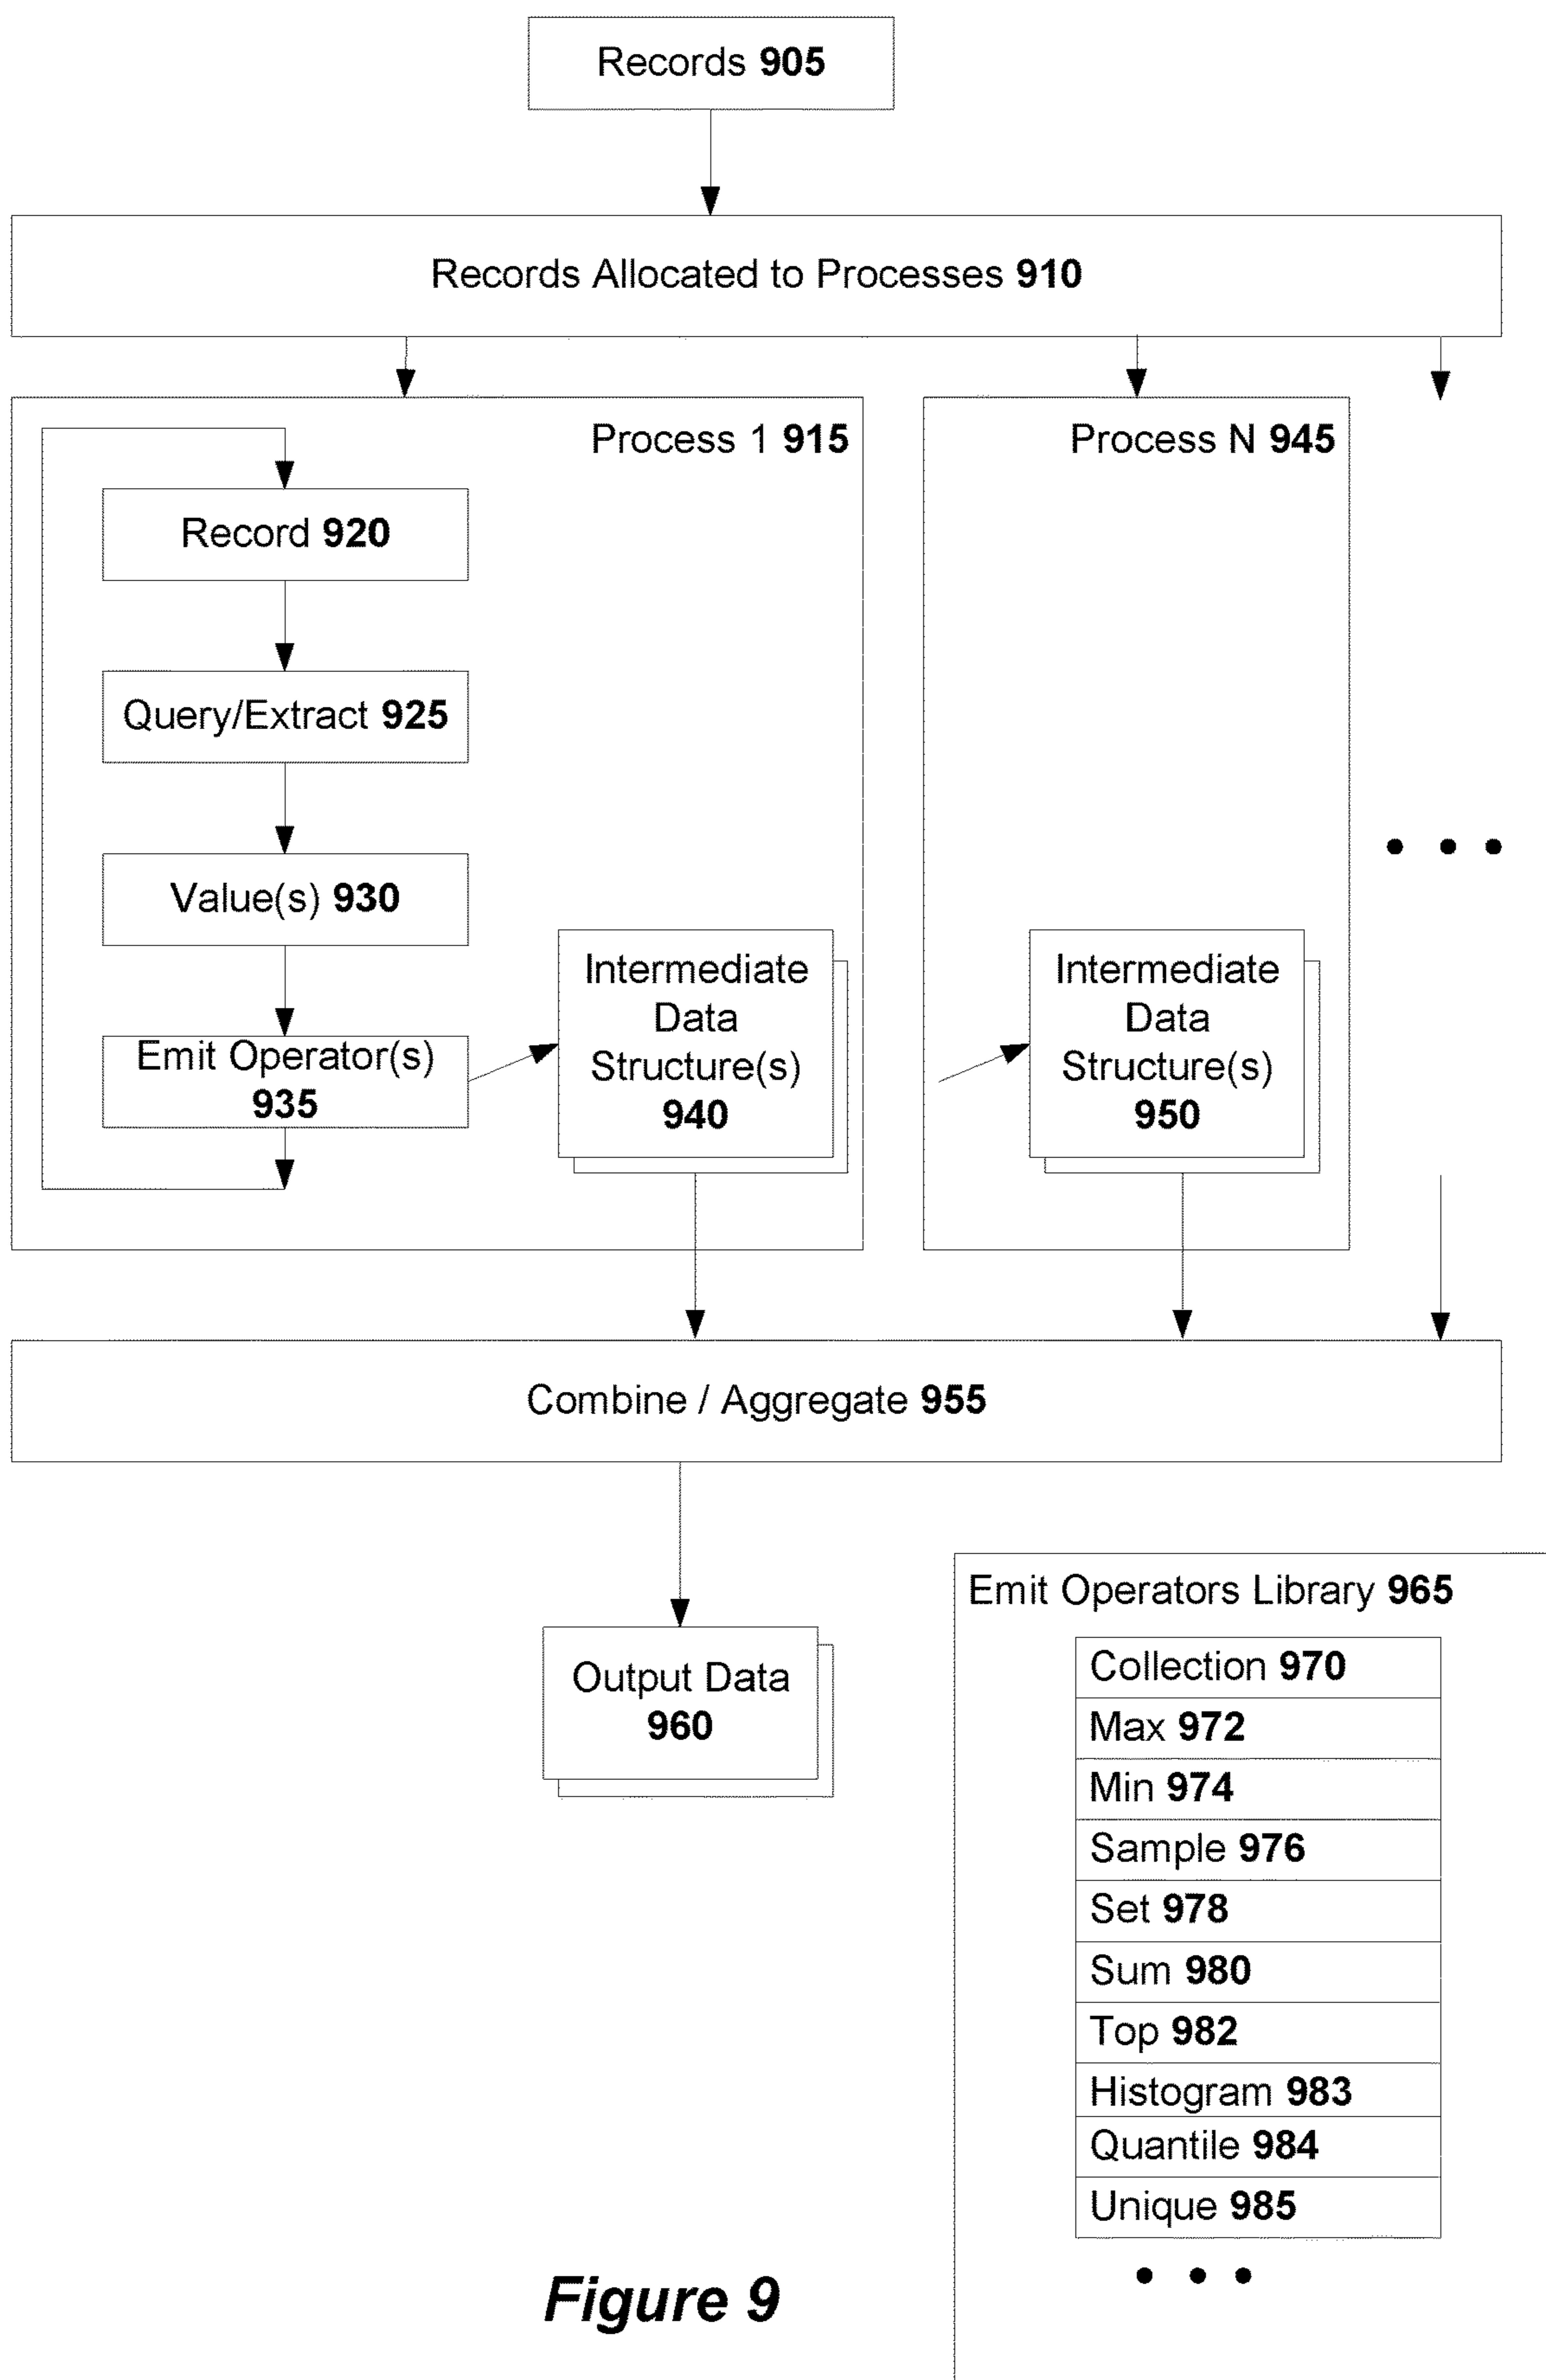 Records 905
Records Allocated to Processes 910
Process 1 915
Record 920
Query/Extract 925
Value(s) 930
Emit Operator(s)
935
Intermediate
Data
Structure(s)
940
Process N 945
Intermediate
Data
Structure(s)
950
Combine / Aggregate 955
Output Data
960
Emit Operators Library 965
Collection 970
Max 972
Min 974
Sample 976
Set 978
Sum 980
Top 982
Histogram 983
Quantile 984
Unique 985
Figure 9